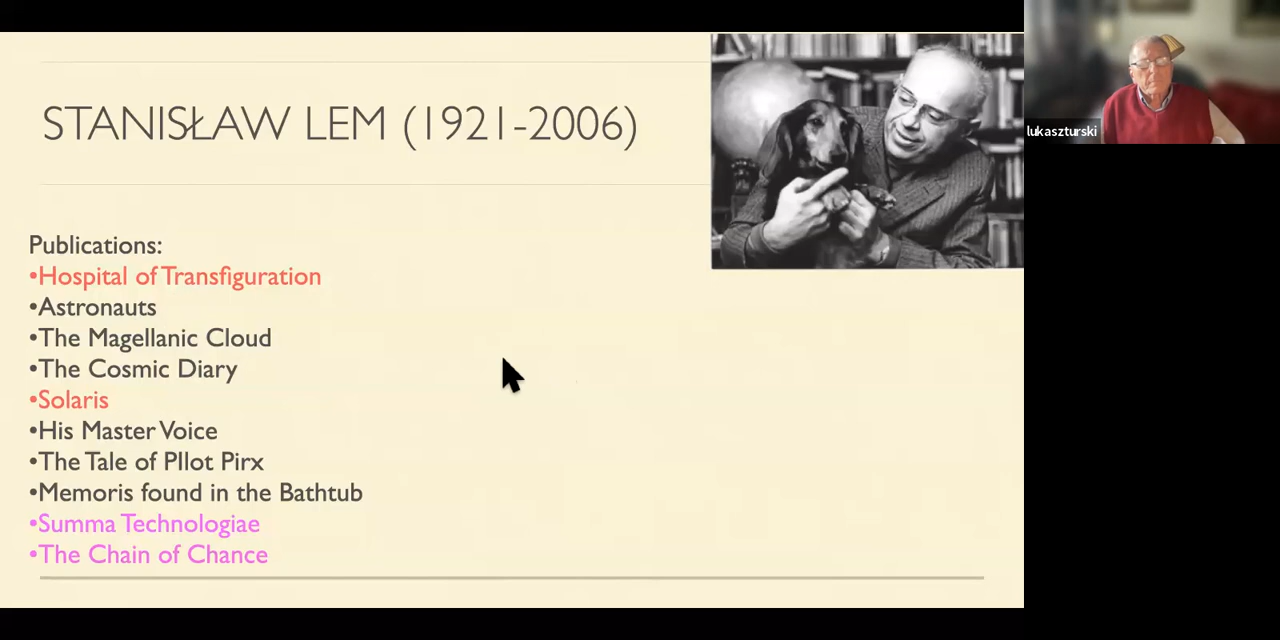 STANISŁAW LEM (1921-2006)
lukaszturski
Publications:
•Hospital of Transfiguration
•Astronauts
•The Magellanic Cloud
•The Cosmic Diary
•Solaris
•His Master Voice
•The Tale of PIlot Pirx
•Memoris found in the Bathtub
•Summa Technologiae
•The Chain of Chance